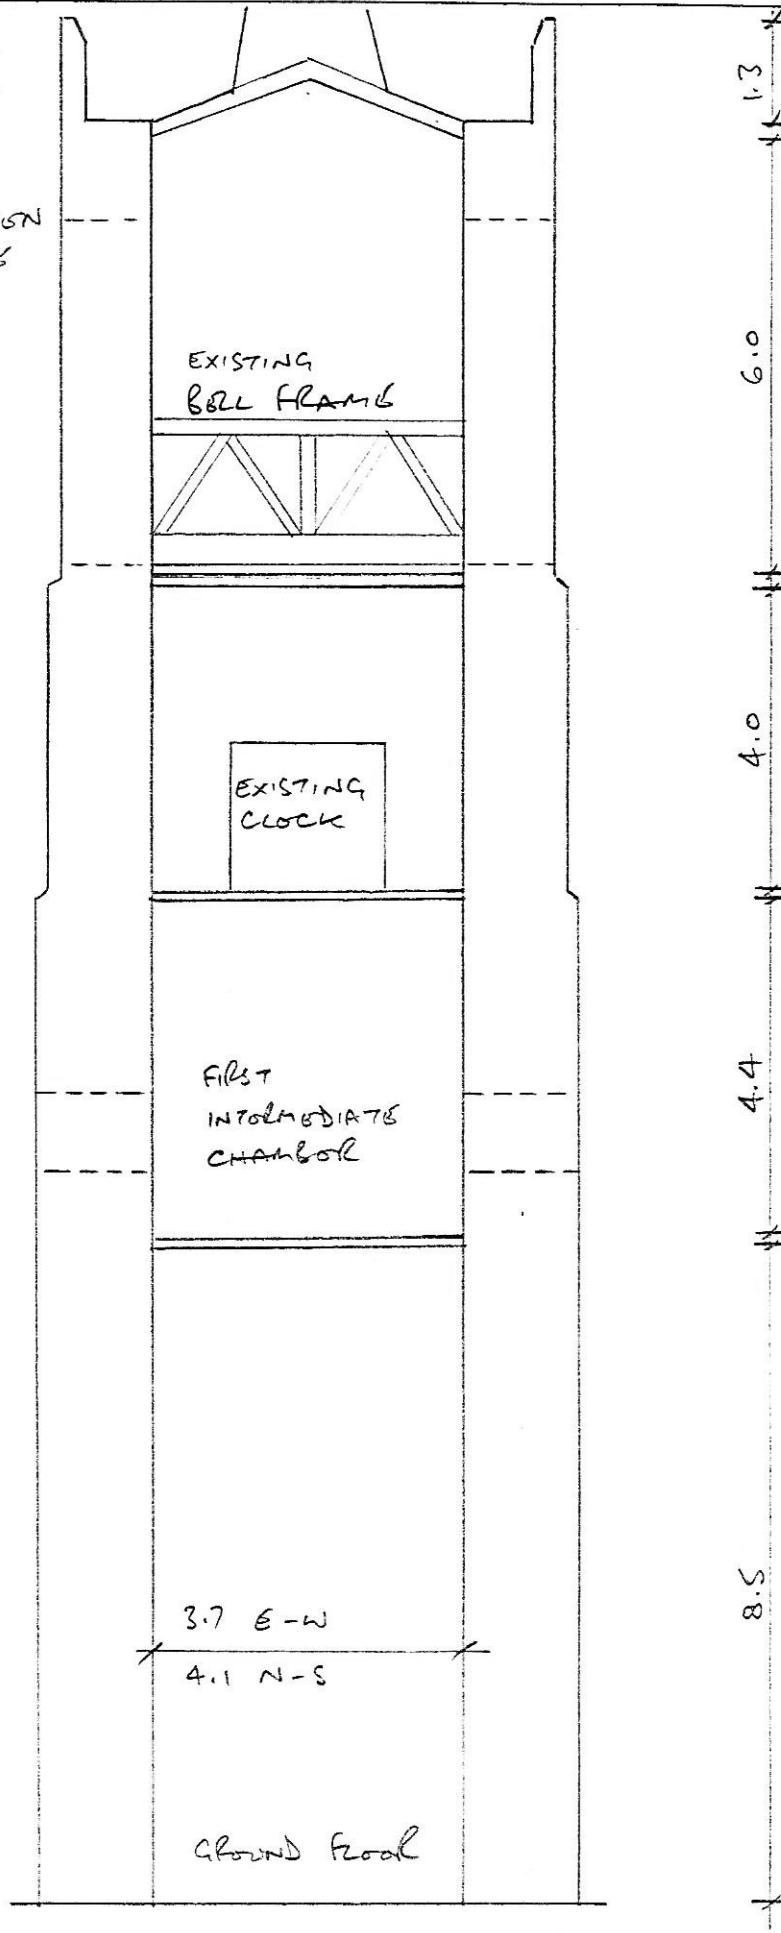 1.3
EXISTING
BELL FRAME
6.0
EXISTING
CLOCK
4.0
FIRST
INTERMEDIATE
CHAMBER
4.4
3.7 E-W
4.1 N-S
8.5
GROUND FLOOR